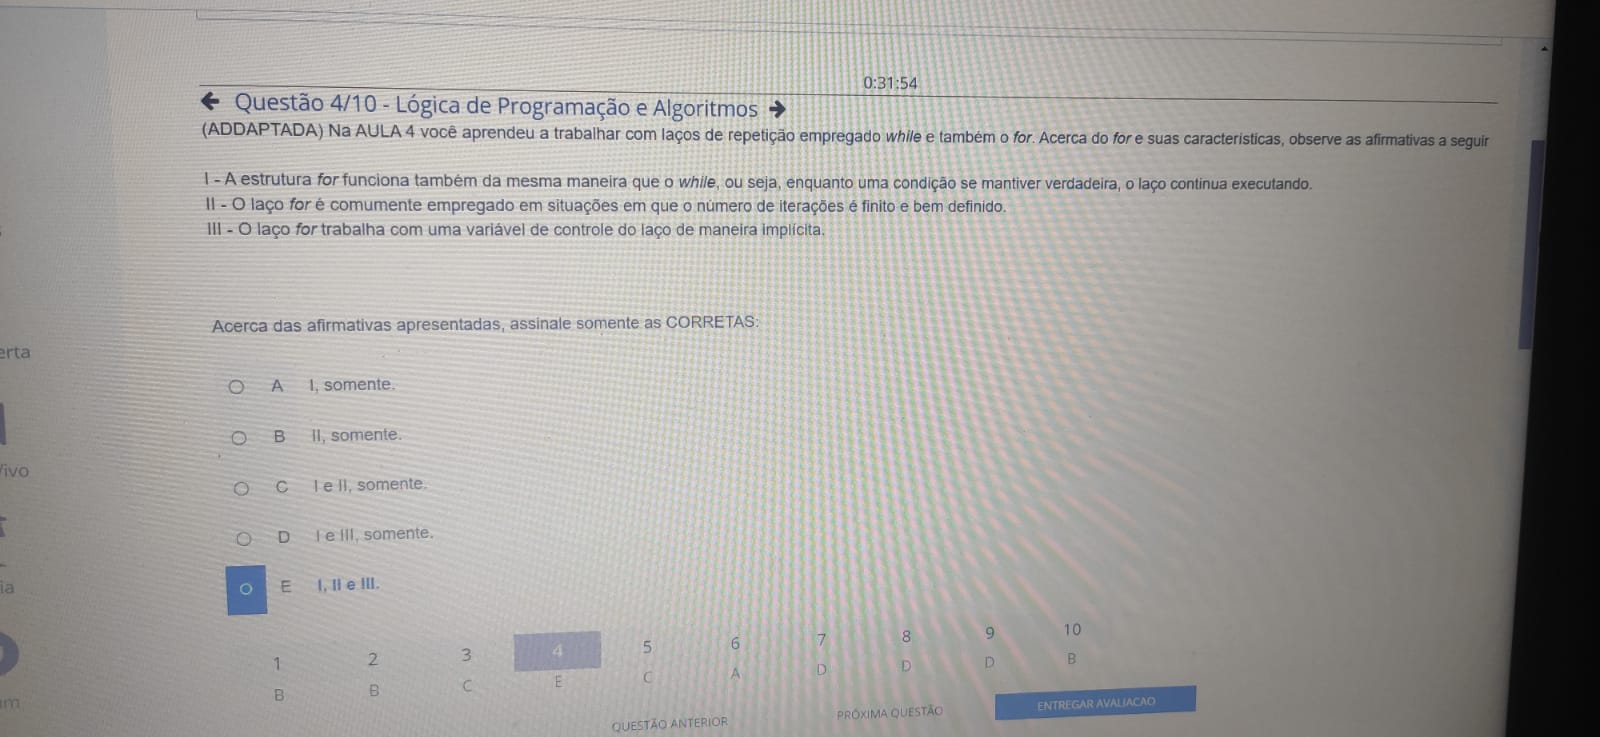 0:31:54
Questão 4/10 - Lógica de Programação e Algoritmos
(ADDAPTADA) Na AULA 4 você aprendeu a trabalhar com laços de repetição empregado while e também o for. Acerca do for e suas características, observe as afirmativas a seguir
I - A estrutura for funciona também da mesma maneira que o while, ou seja, enquanto uma condição se mantiver verdadeira, o laço continua executando.
II - O laço for é comumente empregado em situações em que o número de iterações é finito e bem definido.
III - O laço for trabalha com uma variável de controle do laço de maneira implícita.
Acerca das afirmativas apresentadas, assinale somente as CORRETAS:
erta
A I, somente.
B II, somente.
C I e II, somente.
D I e III, somente.
E I, II e III.
1 2 3 4 5 6 7 8 9 10
B B C E C A D D D B
QUESTÃO ANTERIOR PRÓXIMA QUESTÃO ENTREGAR AVALIACAO